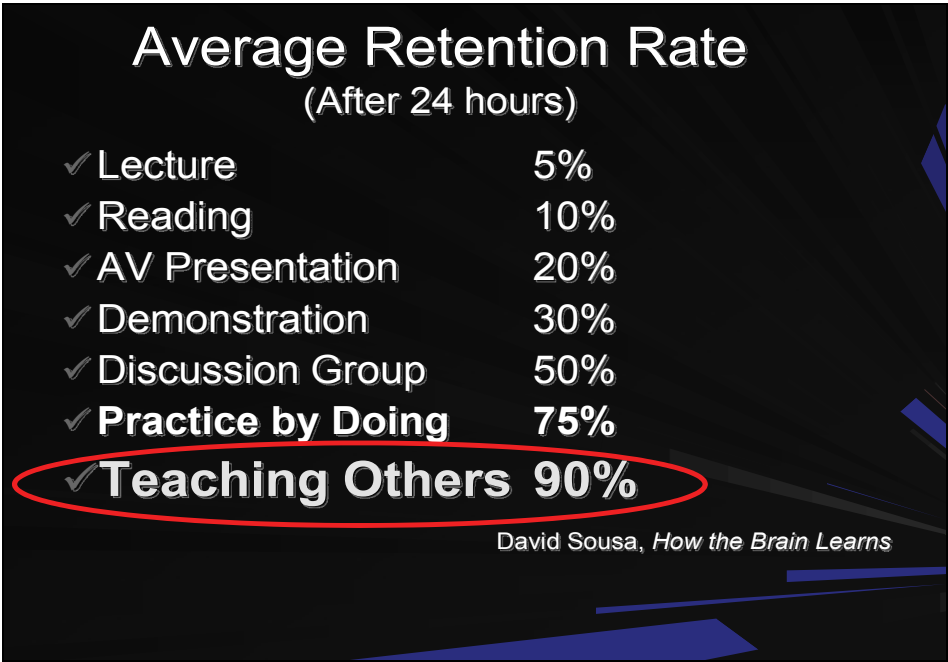 Average Retention Rate
(After 24 hours)
✓ Lecture 5%
✓ Reading 10%
✓ AV Presentation 20%
✓ Demonstration 30%
✓ Discussion Group 50%
✓ Practice by Doing 75%
✓ Teaching Others 90%
David Sousa, How the Brain Learns